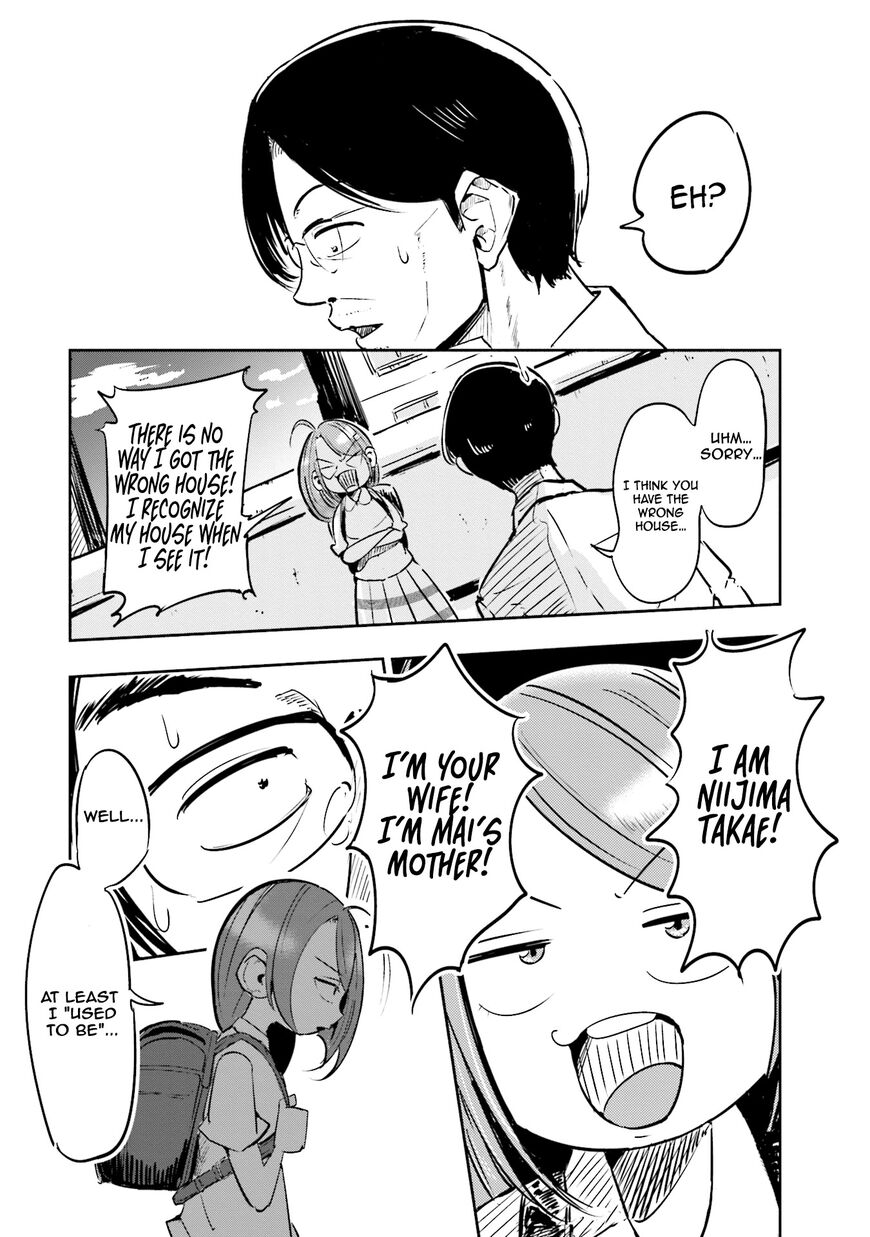 EH?
UHM...
SORRY...
I THINK YOU
HAVE THE
WRONG
HOUSE...
THERE IS NO
WAY I GOT THE
WRONG HOUSE!
I RECOGNIZE
MY HOUSE WHEN
I SEE IT!
I AM
NIIJIMA
TAKAE!
I'M YOUR
WIFE!
I'M MAI'S
MOTHER!
WELL...
AT LEAST
I "USED
TO BE"...